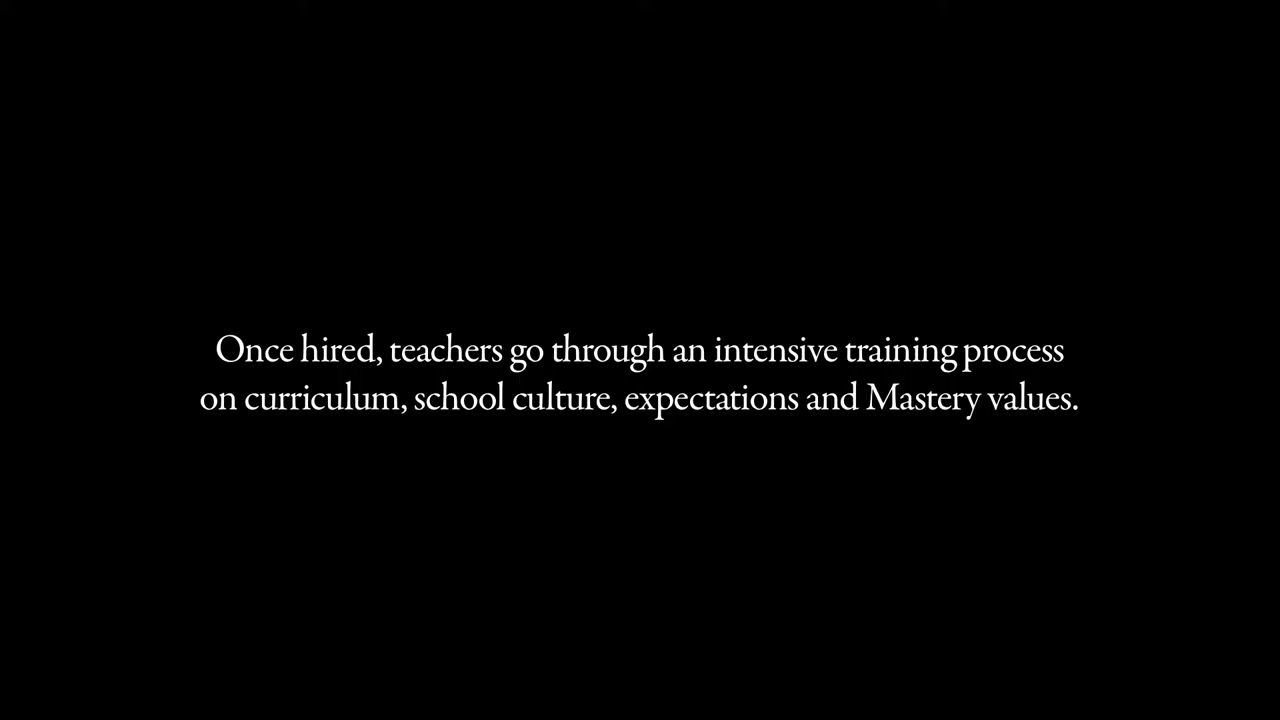 Once hired, teachers go through an intensive training process
on curriculum, school culture, expectations and Mastery values.